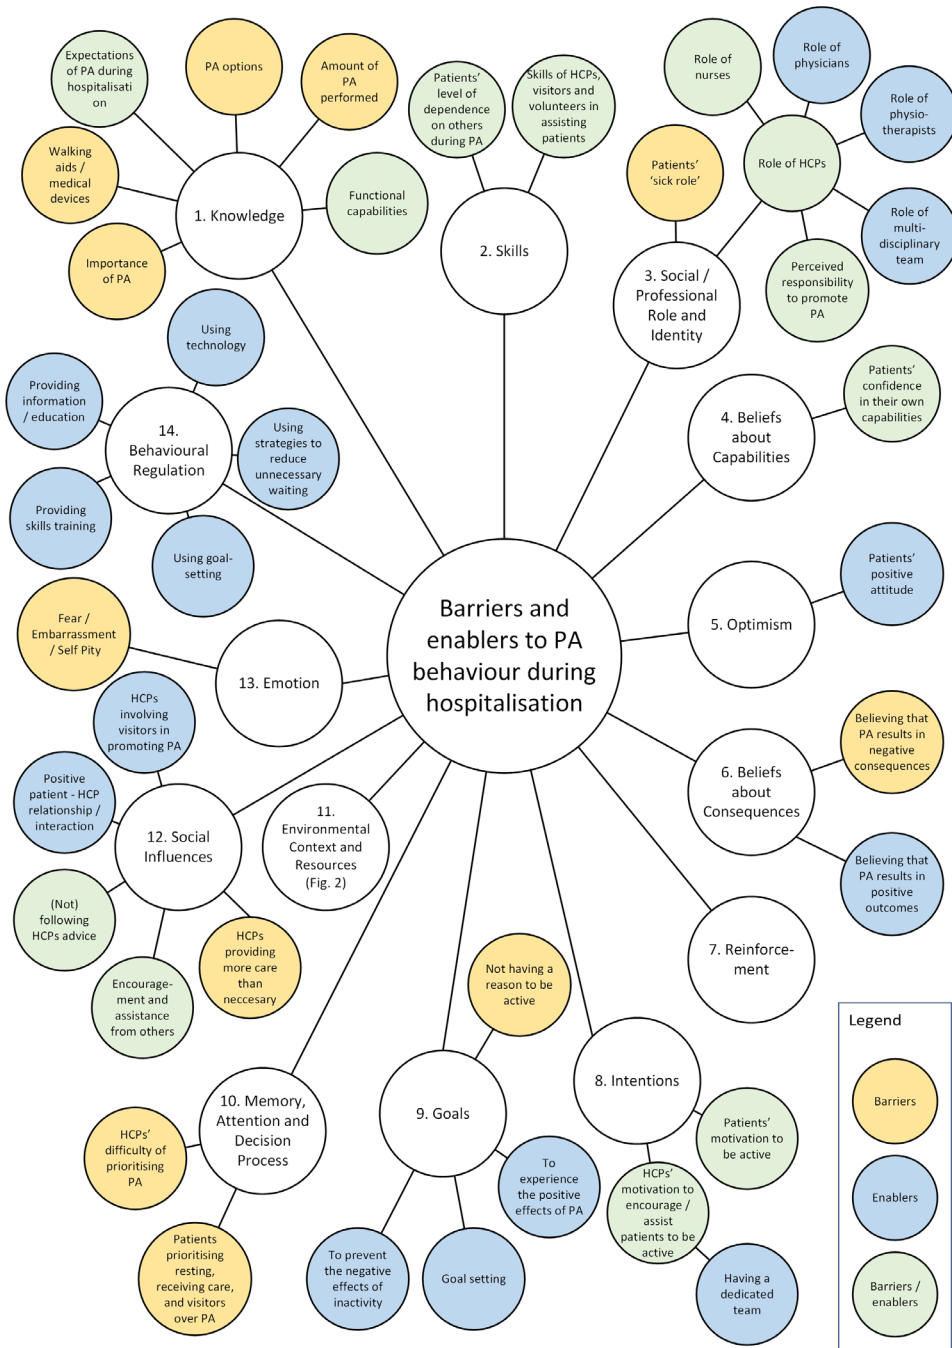 Expectations
of PA during
hospitalisati
on
PA options
Amount of
PA
performed
Walking
aids /
medical
devices
1. Knowledge
Functional
capabilities
Importance
of PA
Patients'
level of
dependence
on others
during PA
Skills of HCPs,
visitors and
volunteers in
assisting
patients
2. Skills
Role of
nurses
Role of
physicians
Role of
physio-
therapists
Role of HCPs
Patients'
'sick role'
Role of
multi-
disciplinary
team
Perceived
responsibility
to promote
PA
3. Social /
Professional
Role and
Identity
Using
technology
Providing
information
/ education
14.
Behavioural
Regulation
Using
strategies to
reduce
unnecessary
waiting
Providing
skills training
Using goal-
setting
4. Beliefs
about
Capabilities
Patients'
confidence
in their own
capabilities
Patients'
positive
attitude
5. Optimism
Barriers and
enablers to PA
behaviour during
hospitalisation
Fear /
Embarrassment
/ Self Pity
13. Emotion
HCPs
involving
visitors in
promoting PA
Positive
patient - HCP
relationship /
interaction
12. Social
Influences
(Not)
following
HCPs advice
Encourage-
ment and
assistance
from others
HCPs
providing
more care
than
neccesary
11.
Environmental
Context and
Resources
(Fig. 2)
6. Beliefs
about
Consequences
Believing that
PA results in
negative
consequences
Believing that
PA results in
positive
outcomes
7. Reinforce-
ment
Not having a
reason to be
active
8. Intentions
Patients'
motivation to
be active
HCPs'
motivation to
encourage /
assist
patients to be
active
Having a
dedicated
team
9. Goals
To
experience
the positive
effects of PA
To prevent
the negative
effects of
inactivity
Goal setting
10. Memory,
Attention and
Decision
Process
HCPs'
difficulty of
prioritising
PA
Patients
prioritising
resting,
receiving care,
and visitors
over PA
Legend
Barriers
Enablers
Barriers /
enablers